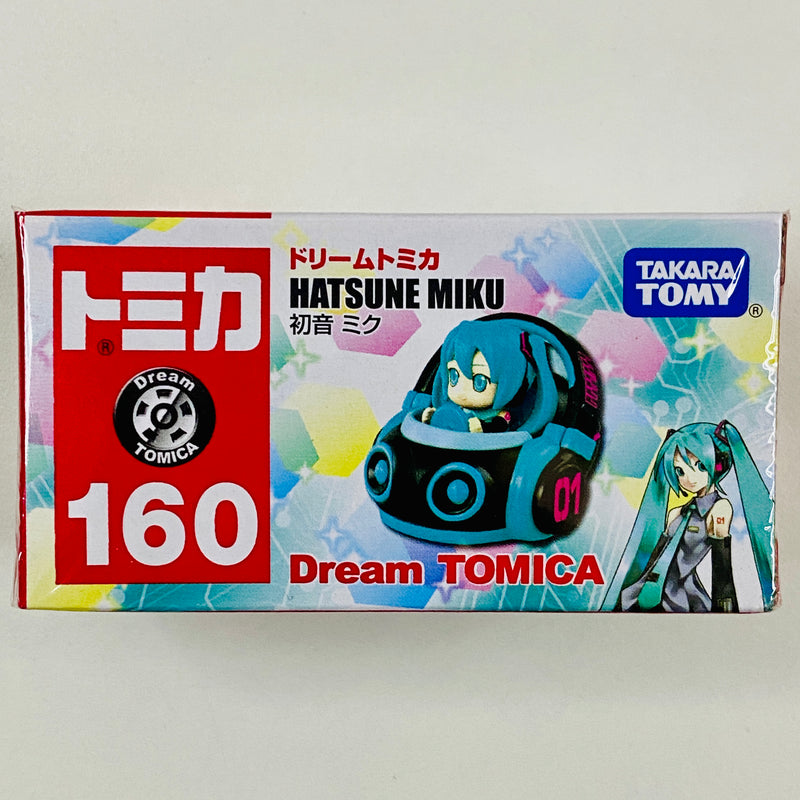 トミカ
®
Dream
TOMICA
160
ドリームトミカ
HATSUNE MIKU
初音 ミク
TAKARA
TOMY
®
01
Dream TOMICA
01